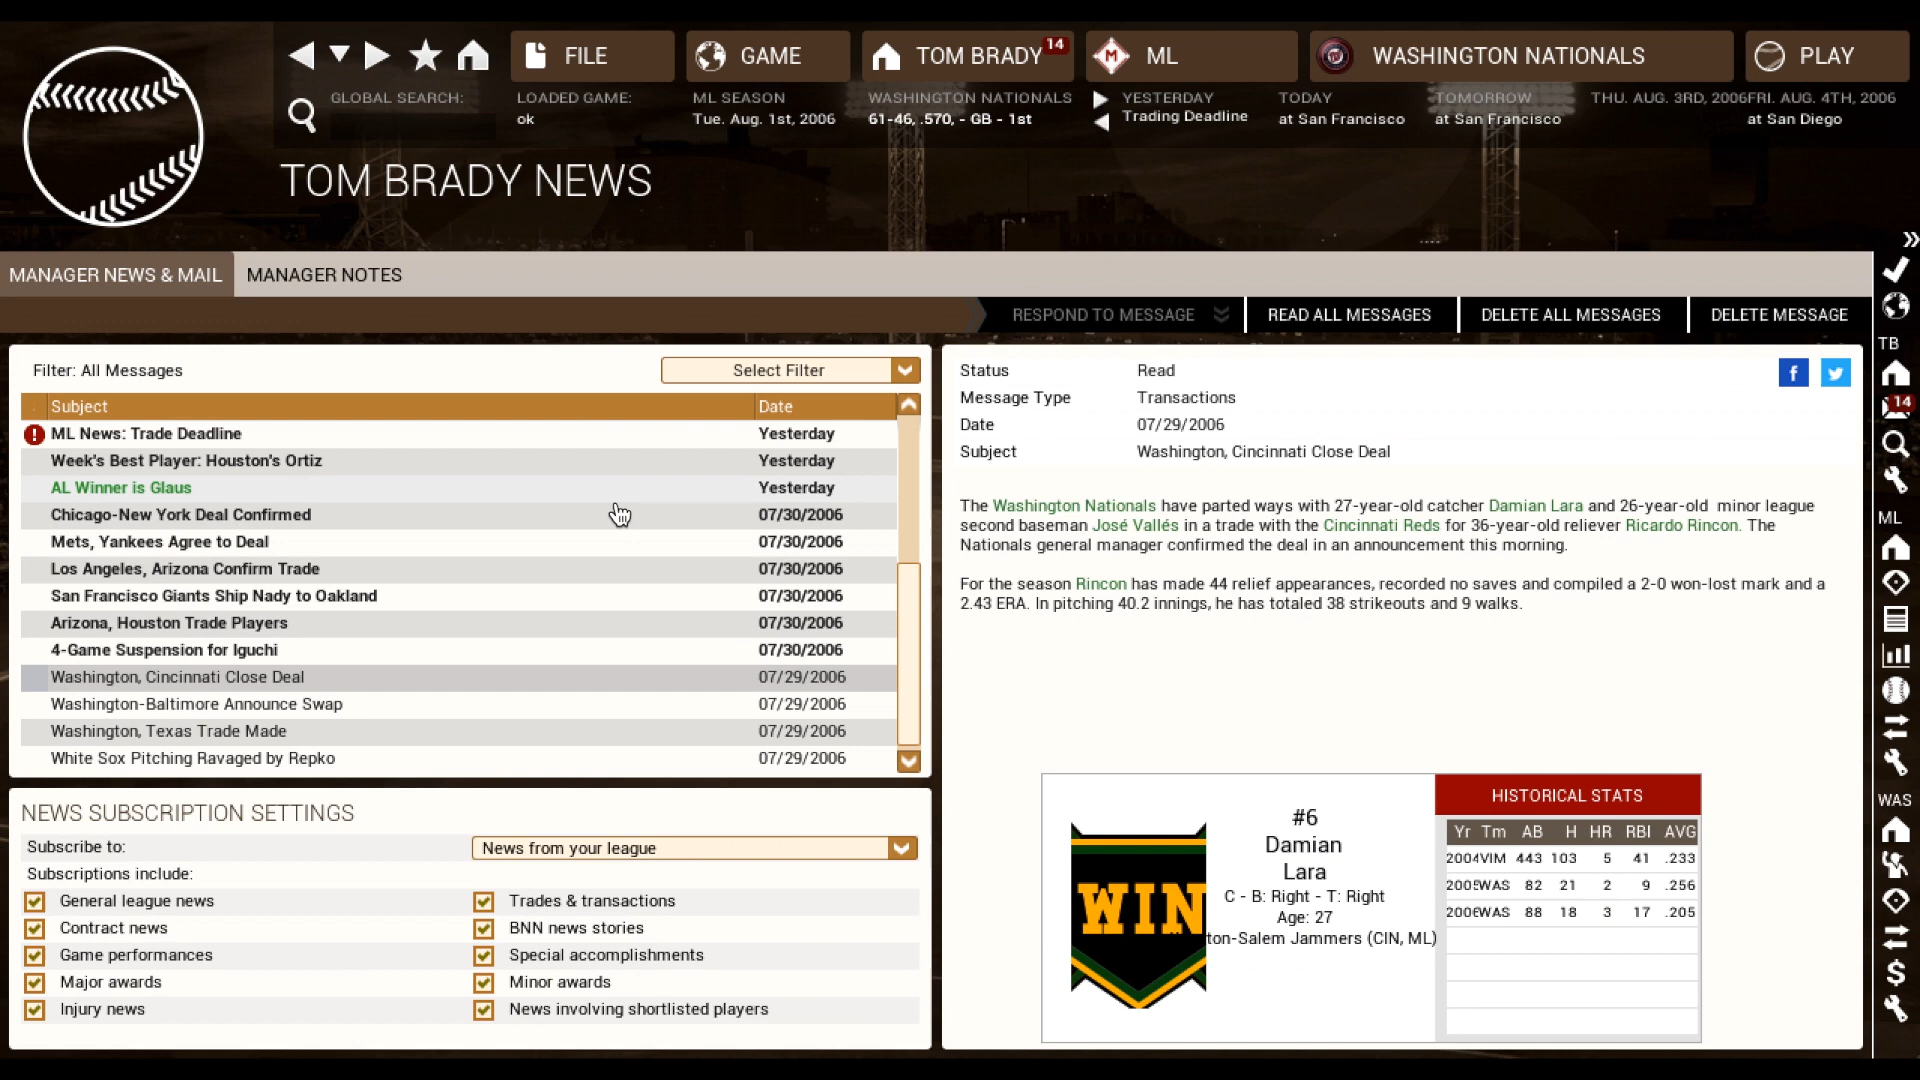 FILE
GAME
TOM BRADY 14
M ML
WASHINGTON NATIONALS
PLAY
GLOBAL SEARCH:
LOADED GAME:
ok
ML SEASON
Tue. Aug. 1st, 2006
WASHINGTON NATIONALS
61-46, .570, - GB - 1st
YESTERDAY
Trading Deadline
TODAY
at San Francisco
TOMORROW
at San Francisco
THU. AUG. 3RD, 2006
FRI. AUG. 4TH, 2006
at San Diego
TOM BRADY NEWS
MANAGER NEWS & MAIL
MANAGER NOTES
RESPOND TO MESSAGE
READ ALL MESSAGES
DELETE ALL MESSAGES
DELETE MESSAGE
Filter: All Messages
Select Filter
Subject Date
! ML News: Trade Deadline Yesterday
Week's Best Player: Houston's Ortiz Yesterday
AL Winner is Glaus Yesterday
Chicago-New York Deal Confirmed 07/30/2006
Mets, Yankees Agree to Deal 07/30/2006
Los Angeles, Arizona Confirm Trade 07/30/2006
San Francisco Giants Ship Nady to Oakland 07/30/2006
Arizona, Houston Trade Players 07/30/2006
4-Game Suspension for Iguchi 07/30/2006
Washington, Cincinnati Close Deal 07/29/2006
Washington-Baltimore Announce Swap 07/29/2006
Washington, Texas Trade Made 07/29/2006
White Sox Pitching Ravaged by Repko 07/29/2006
NEWS SUBSCRIPTION SETTINGS
Subscribe to: News from your league
Subscriptions include:
General league news Trades & transactions
Contract news BNN news stories
Game performances Special accomplishments
Major awards Minor awards
Injury news News involving shortlisted players
Status Read
Message Type Transactions
Date 07/29/2006
Subject Washington, Cincinnati Close Deal
f
The Washington Nationals have parted ways with 27-year-old catcher Damian Lara and 26-year-old minor league
second baseman José Vallés in a trade with the Cincinnati Reds for 36-year-old reliever Ricardo Rincon. The
Nationals general manager confirmed the deal in an announcement this morning.
For the season Rincon has made 44 relief appearances, recorded no saves and compiled a 2-0 won-lost mark and a
2.43 ERA. In pitching 40.2 innings, he has totaled 38 strikeouts and 9 walks.
WIN
#6
Damian
Lara
C - B: Right - T: Right
Age: 27
ton-Salem Jammers (CIN, ML)
HISTORICAL STATS
Yr Tm AB H HR RBI AVG
2004 VIM 443 103 5 41 .233
2005 WAS 82 21 2 9 .256
2006 WAS 88 18 3 17 .205
TB
14
ML
WAS
$